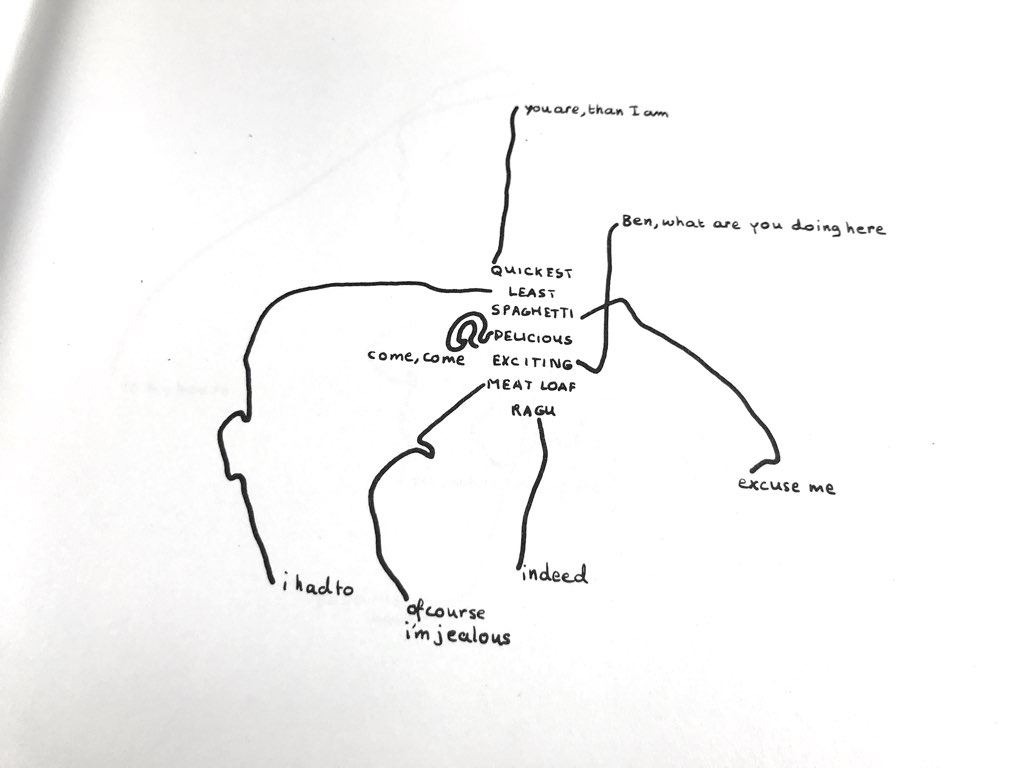 you are, than I am
Ben, what are you doing here
QUICKEST
LEAST
SPAGHETTI
DELICIOUS
come, come
EXCITING
MEAT LOAF
RAGU
excuse me
indeed
i had to
of course
i'm jealous